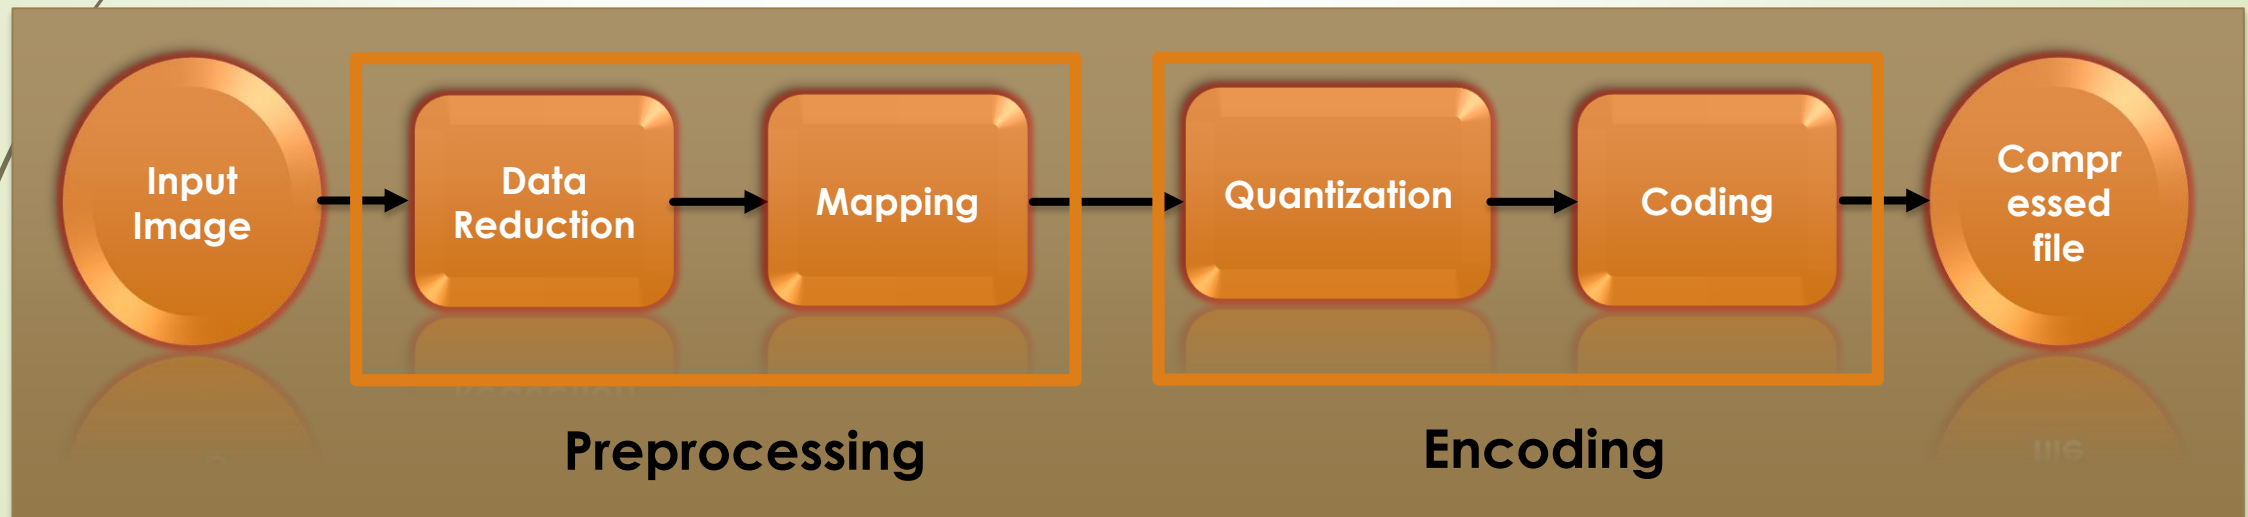 Input
Image
Data
Reduction
Mapping
Quantization
Coding
Compr
essed
file
Preprocessing
Encoding